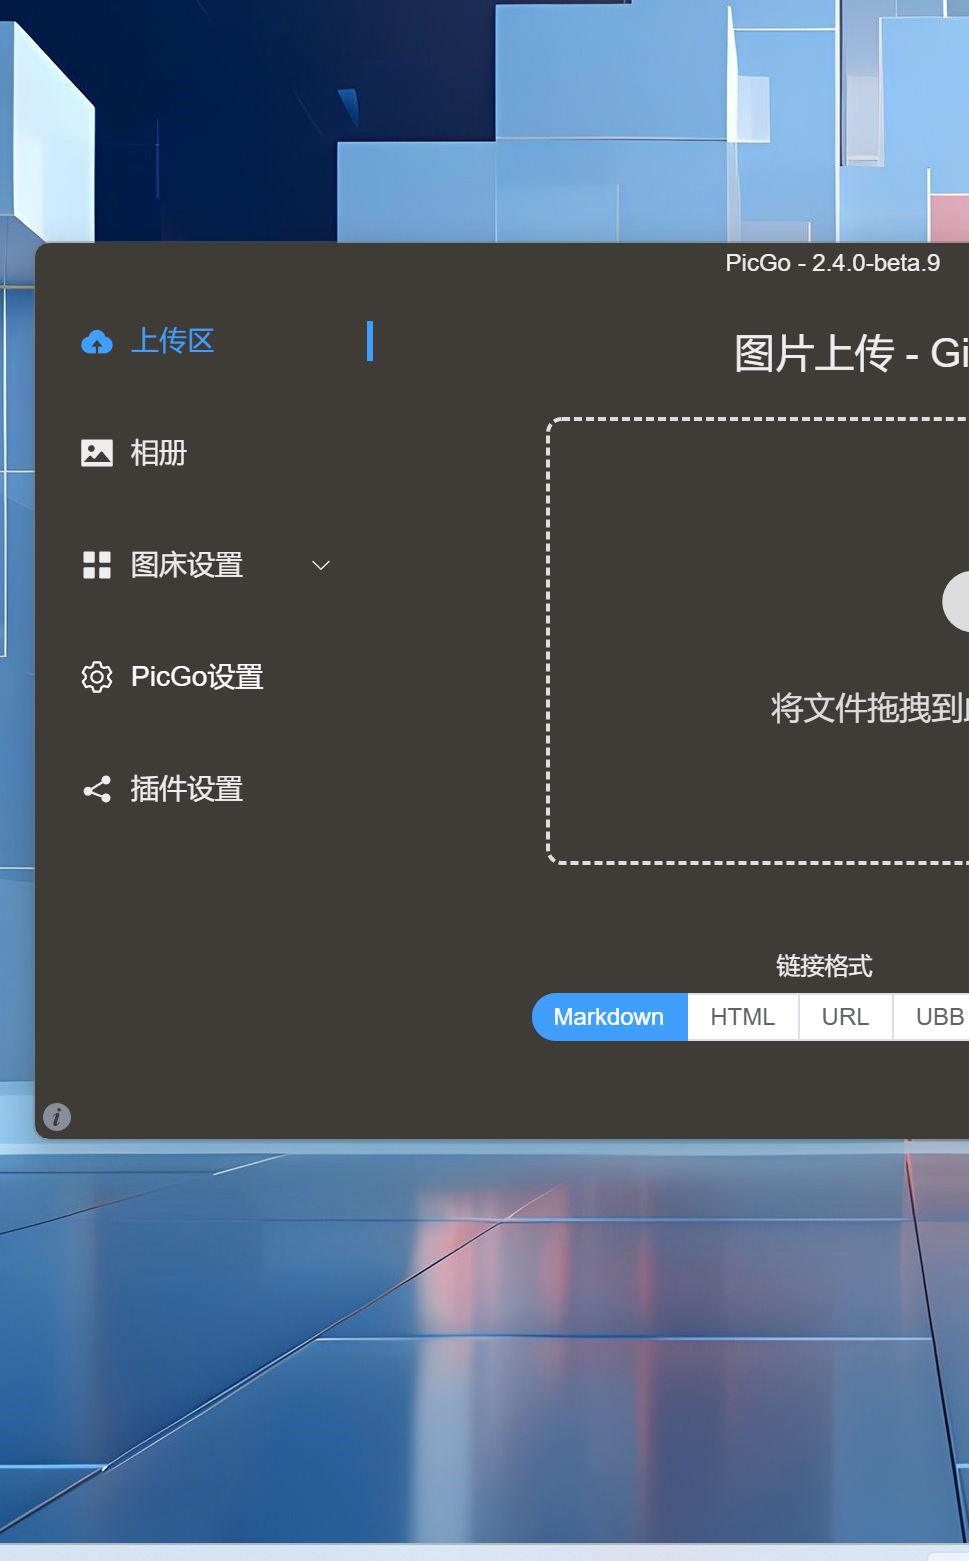 PicGo - 2.4.0-beta.9
上传区
相册
图床设置
PicGo设置
插件设置
图片上传 - Gi
将文件拖拽到
链接格式
Markdown HTML URL UBB
i